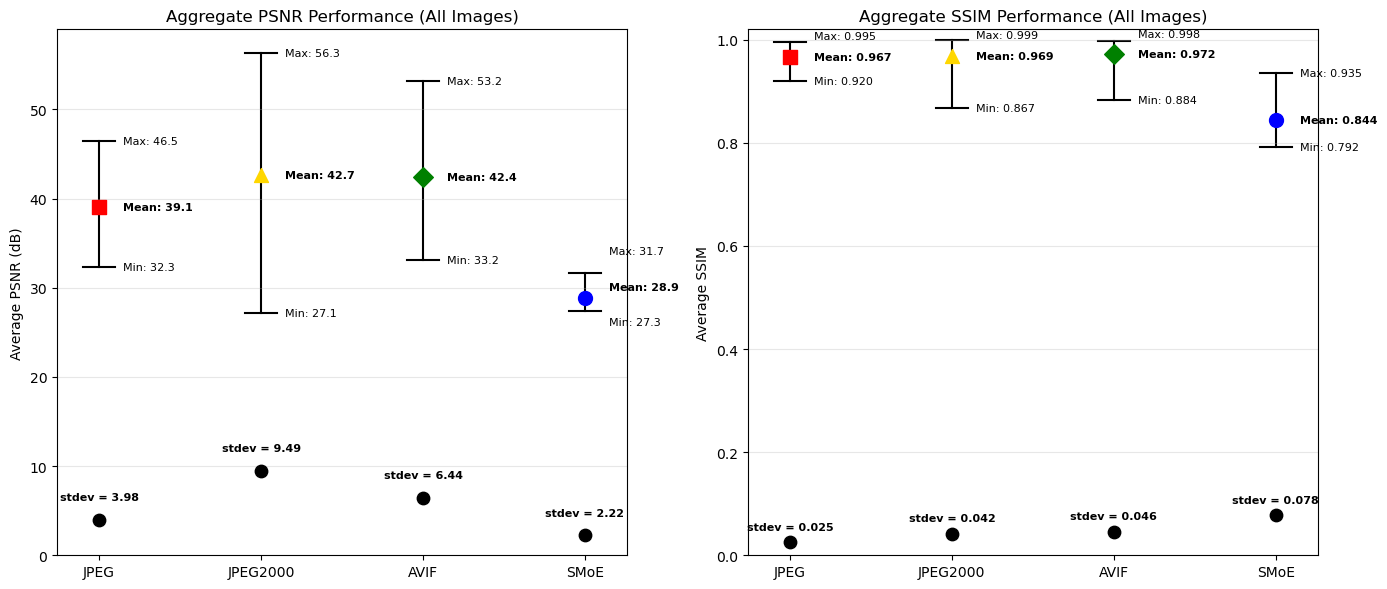 Aggregate PSNR Performance (All Images)
Average PSNR (dB)
50
40
30
20
10
0
Max: 46.5
Mean: 39.1
Min: 32.3
stdev = 3.98
Max: 56.3
Mean: 42.7
Min: 27.1
stdev = 9.49
Max: 53.2
Mean: 42.4
Min: 33.2
stdev = 6.44
Max: 31.7
Mean: 28.9
Min: 27.3
stdev = 2.22
JPEG
JPEG2000
AVIF
SMoE
Aggregate SSIM Performance (All Images)
Average SSIM
1.0
0.8
0.6
0.4
0.2
0.0
Max: 0.995
Mean: 0.967
Min: 0.920
stdev = 0.025
Max: 0.999
Mean: 0.969
Min: 0.867
stdev = 0.042
Max: 0.998
Mean: 0.972
Min: 0.884
stdev = 0.046
Max: 0.935
Mean: 0.844
Min: 0.792
stdev = 0.078
JPEG
JPEG2000
AVIF
SMoE